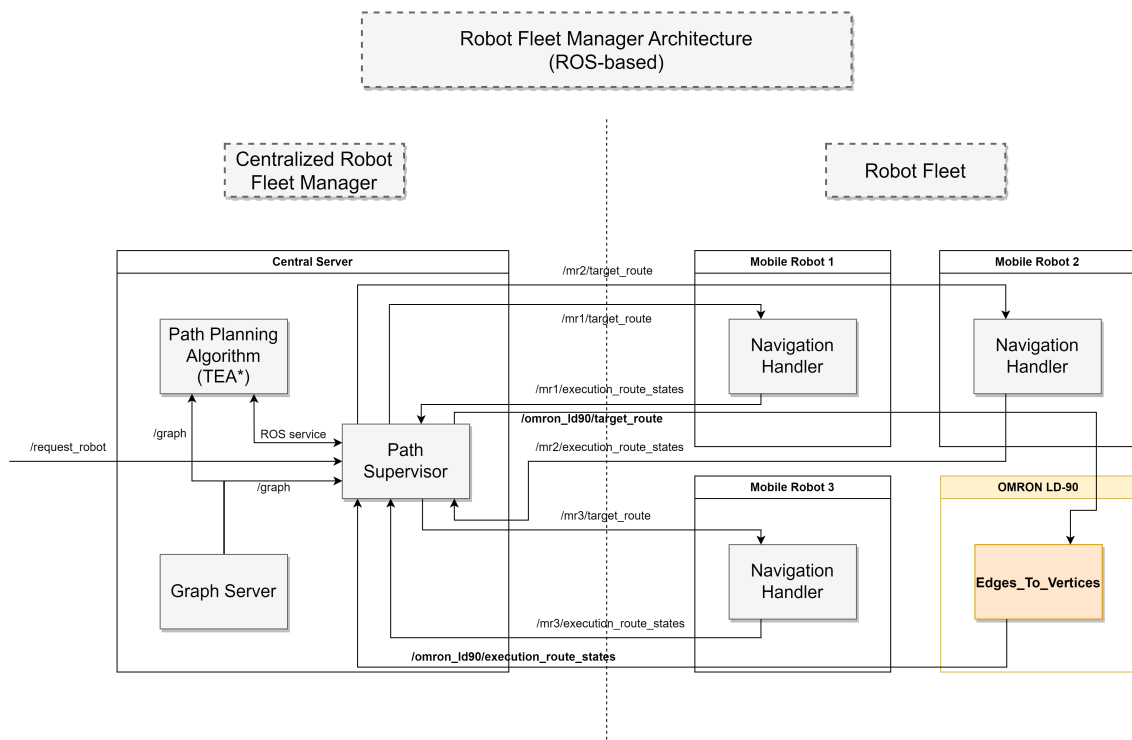 Robot Fleet Manager Architecture
(ROS-based)
Centralized Robot
Fleet Manager
Robot Fleet
Central Server
Mobile Robot 1
Mobile Robot 2
/mr2/target_route
/mr1/target_route
Path Planning
Algorithm
(TEA*)
Navigation
Handler
Navigation
Handler
/mr1/execution_route_states
/omron_ld90/target_route
/graph
ROS service
/request_robot
Path
Supervisor
/mr2/execution_route_states
/graph
Mobile Robot 3
OMRON LD-90
/mr3/target_route
Graph Server
Navigation
Handler
Edges_To_Vertices
/mr3/execution_route_states
/omron_ld90/execution_route_states